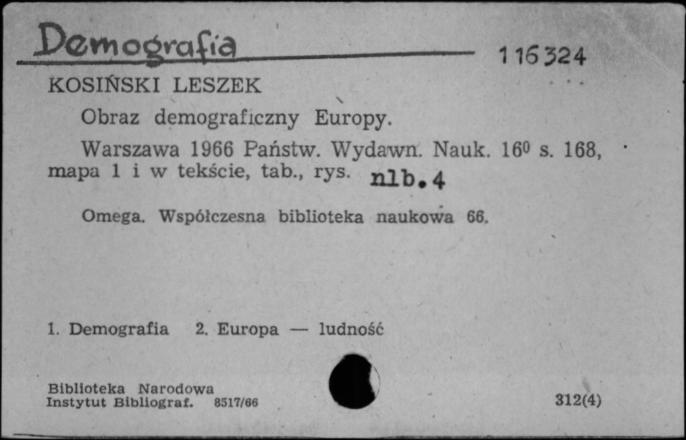 Demografia 116324
KOSIŃSKI LESZEK
Obraz demograficzny Europy.
Warszawa 1966 Państw. Wydawn. Nauk. 16⁰ s. 168,
mapa 1 i w tekście, tab., rys. nlb. 4
Omega. Współczesna biblioteka naukowa 66.
1. Demografia 2. Europa — ludność
Biblioteka Narodowa
Instytut Bibliograf. 8517/66 312(4)